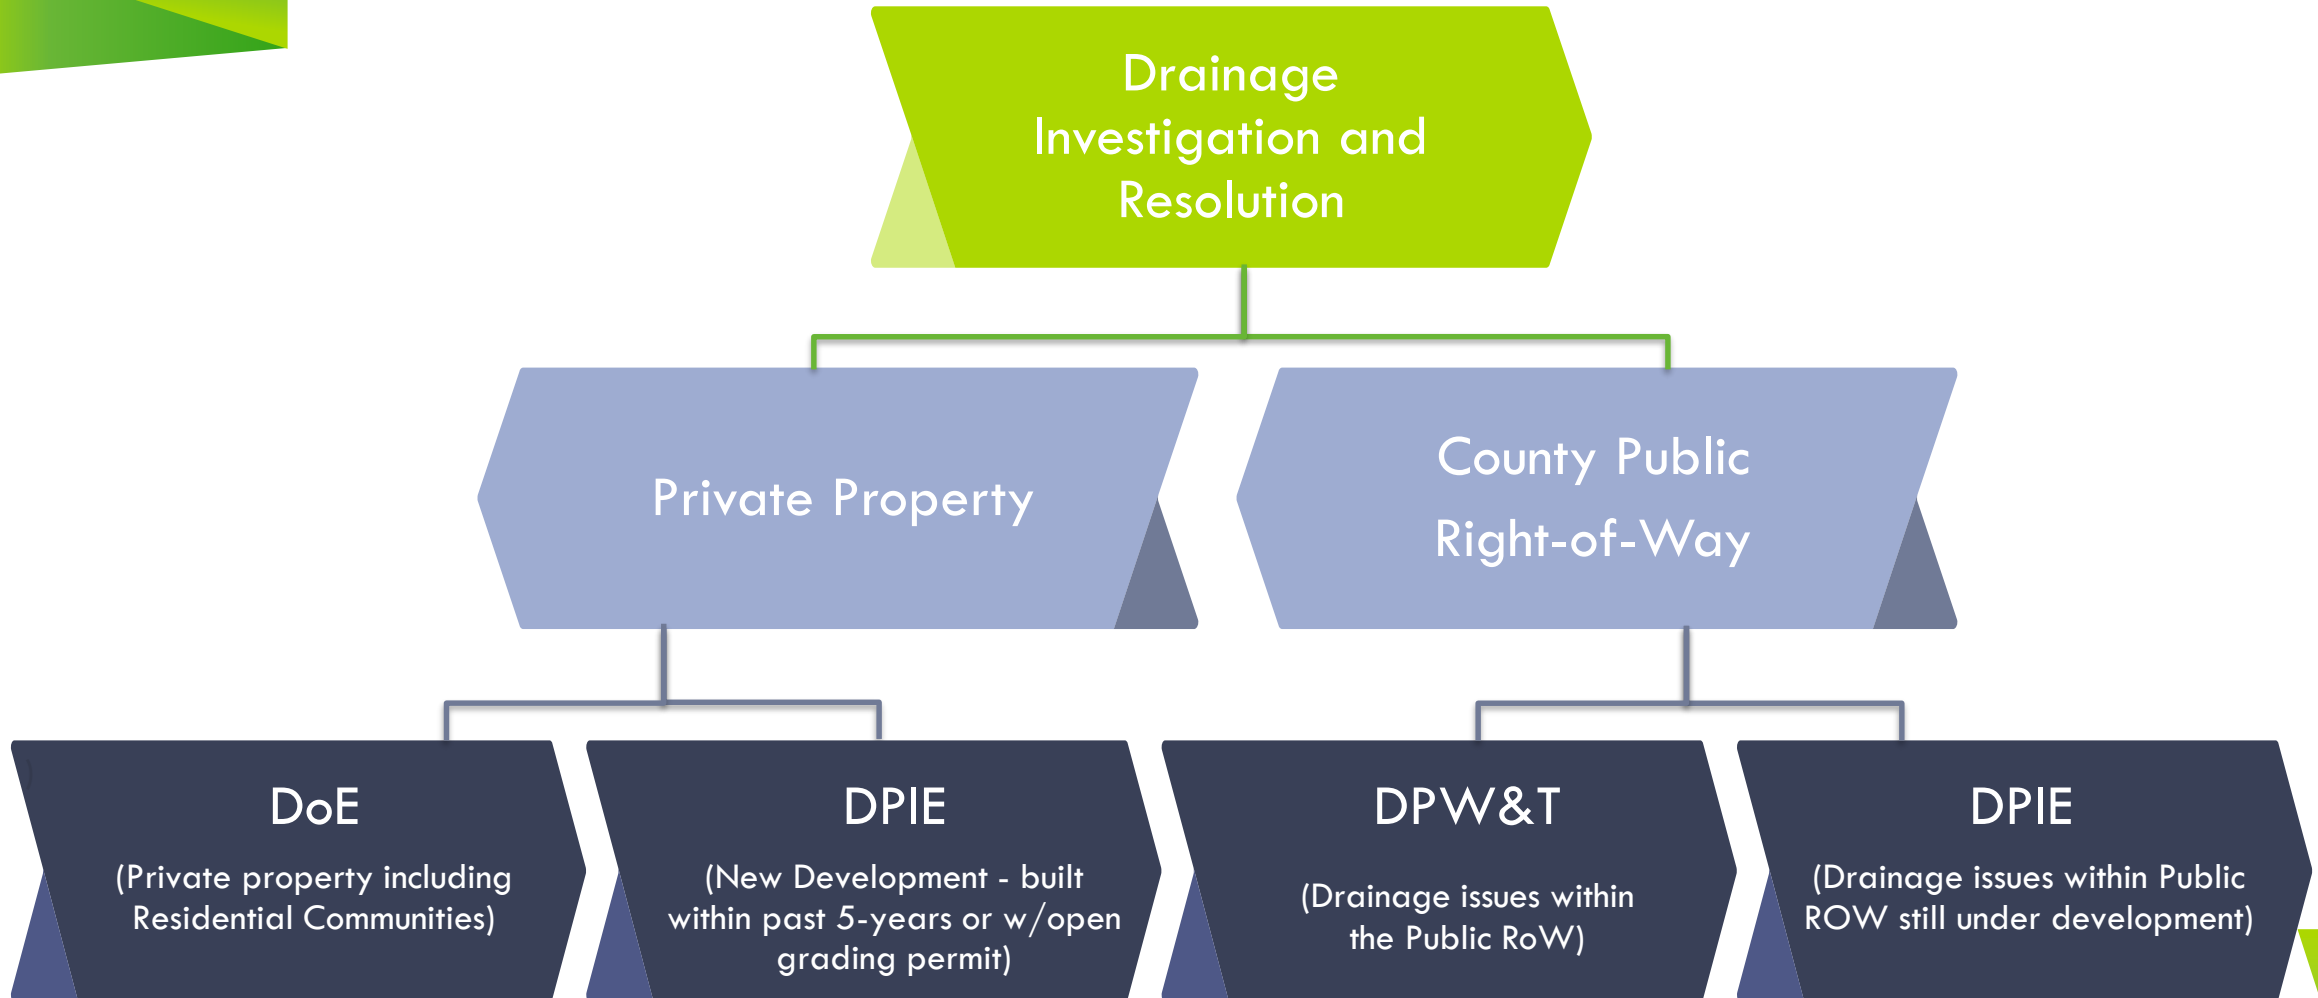 Drainage
Investigation and
Resolution
Private Property
County Public
Right-of-Way
DoE
(Private property including
Residential Communities)
DPIE
(New Development - built
within past 5-years or w/open
grading permit)
DPW&T
(Drainage issues within
the Public RoW)
DPIE
(Drainage issues within Public
ROW still under development)